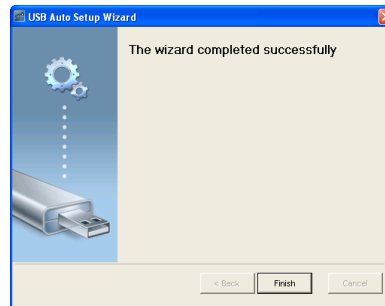 USB Auto Setup Wizard
The wizard completed successfully
< Back
Finish
Cancel